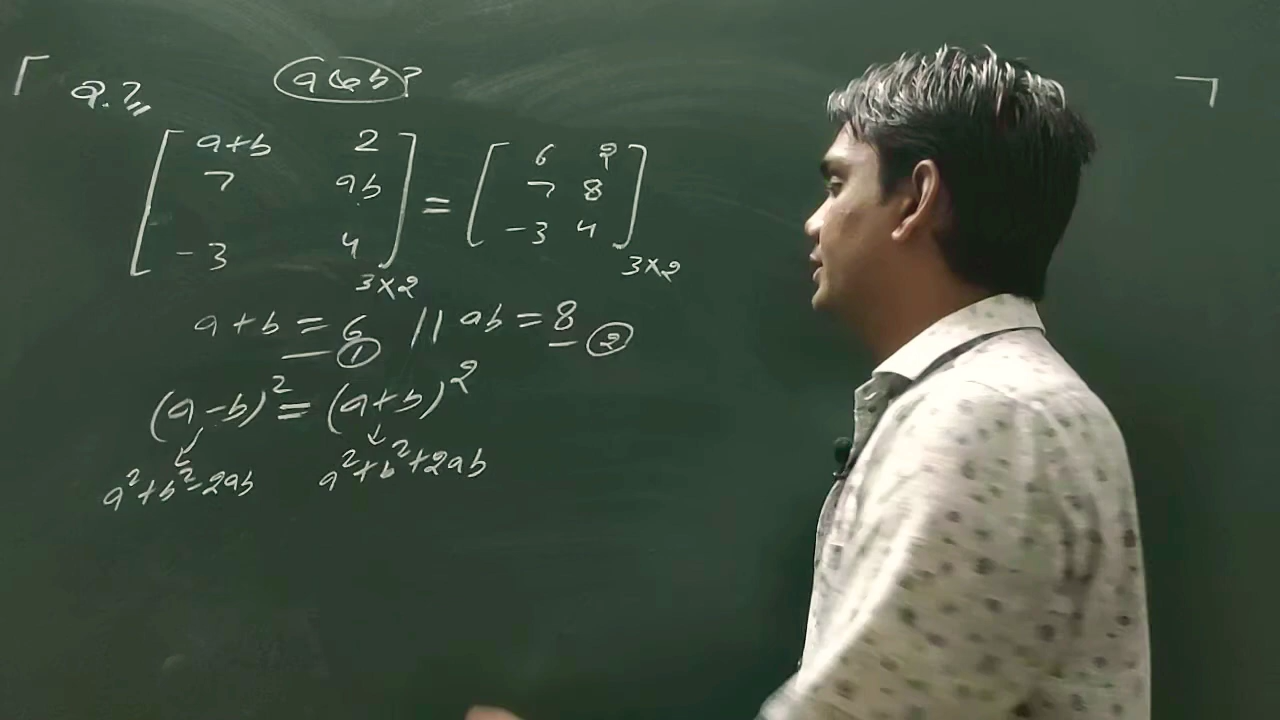 Q.7 a & b?
[ a+b 2 ] [ 6 2 ]
[ 7 ab ] = [ 7 8 ]
[ -3 4 ]3×2 [ -3 4 ]3×2
a+b = 6 —① // ab = 8 —②
(a-b)² = (a+b)²
a²+b²-2ab a²+b²+2ab